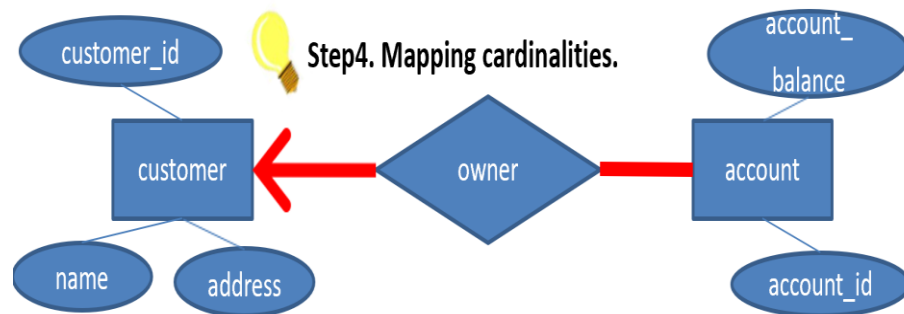 customer_id
Step4. Mapping cardinalities.
account_
balance
customer
owner
account
name
address
account_id